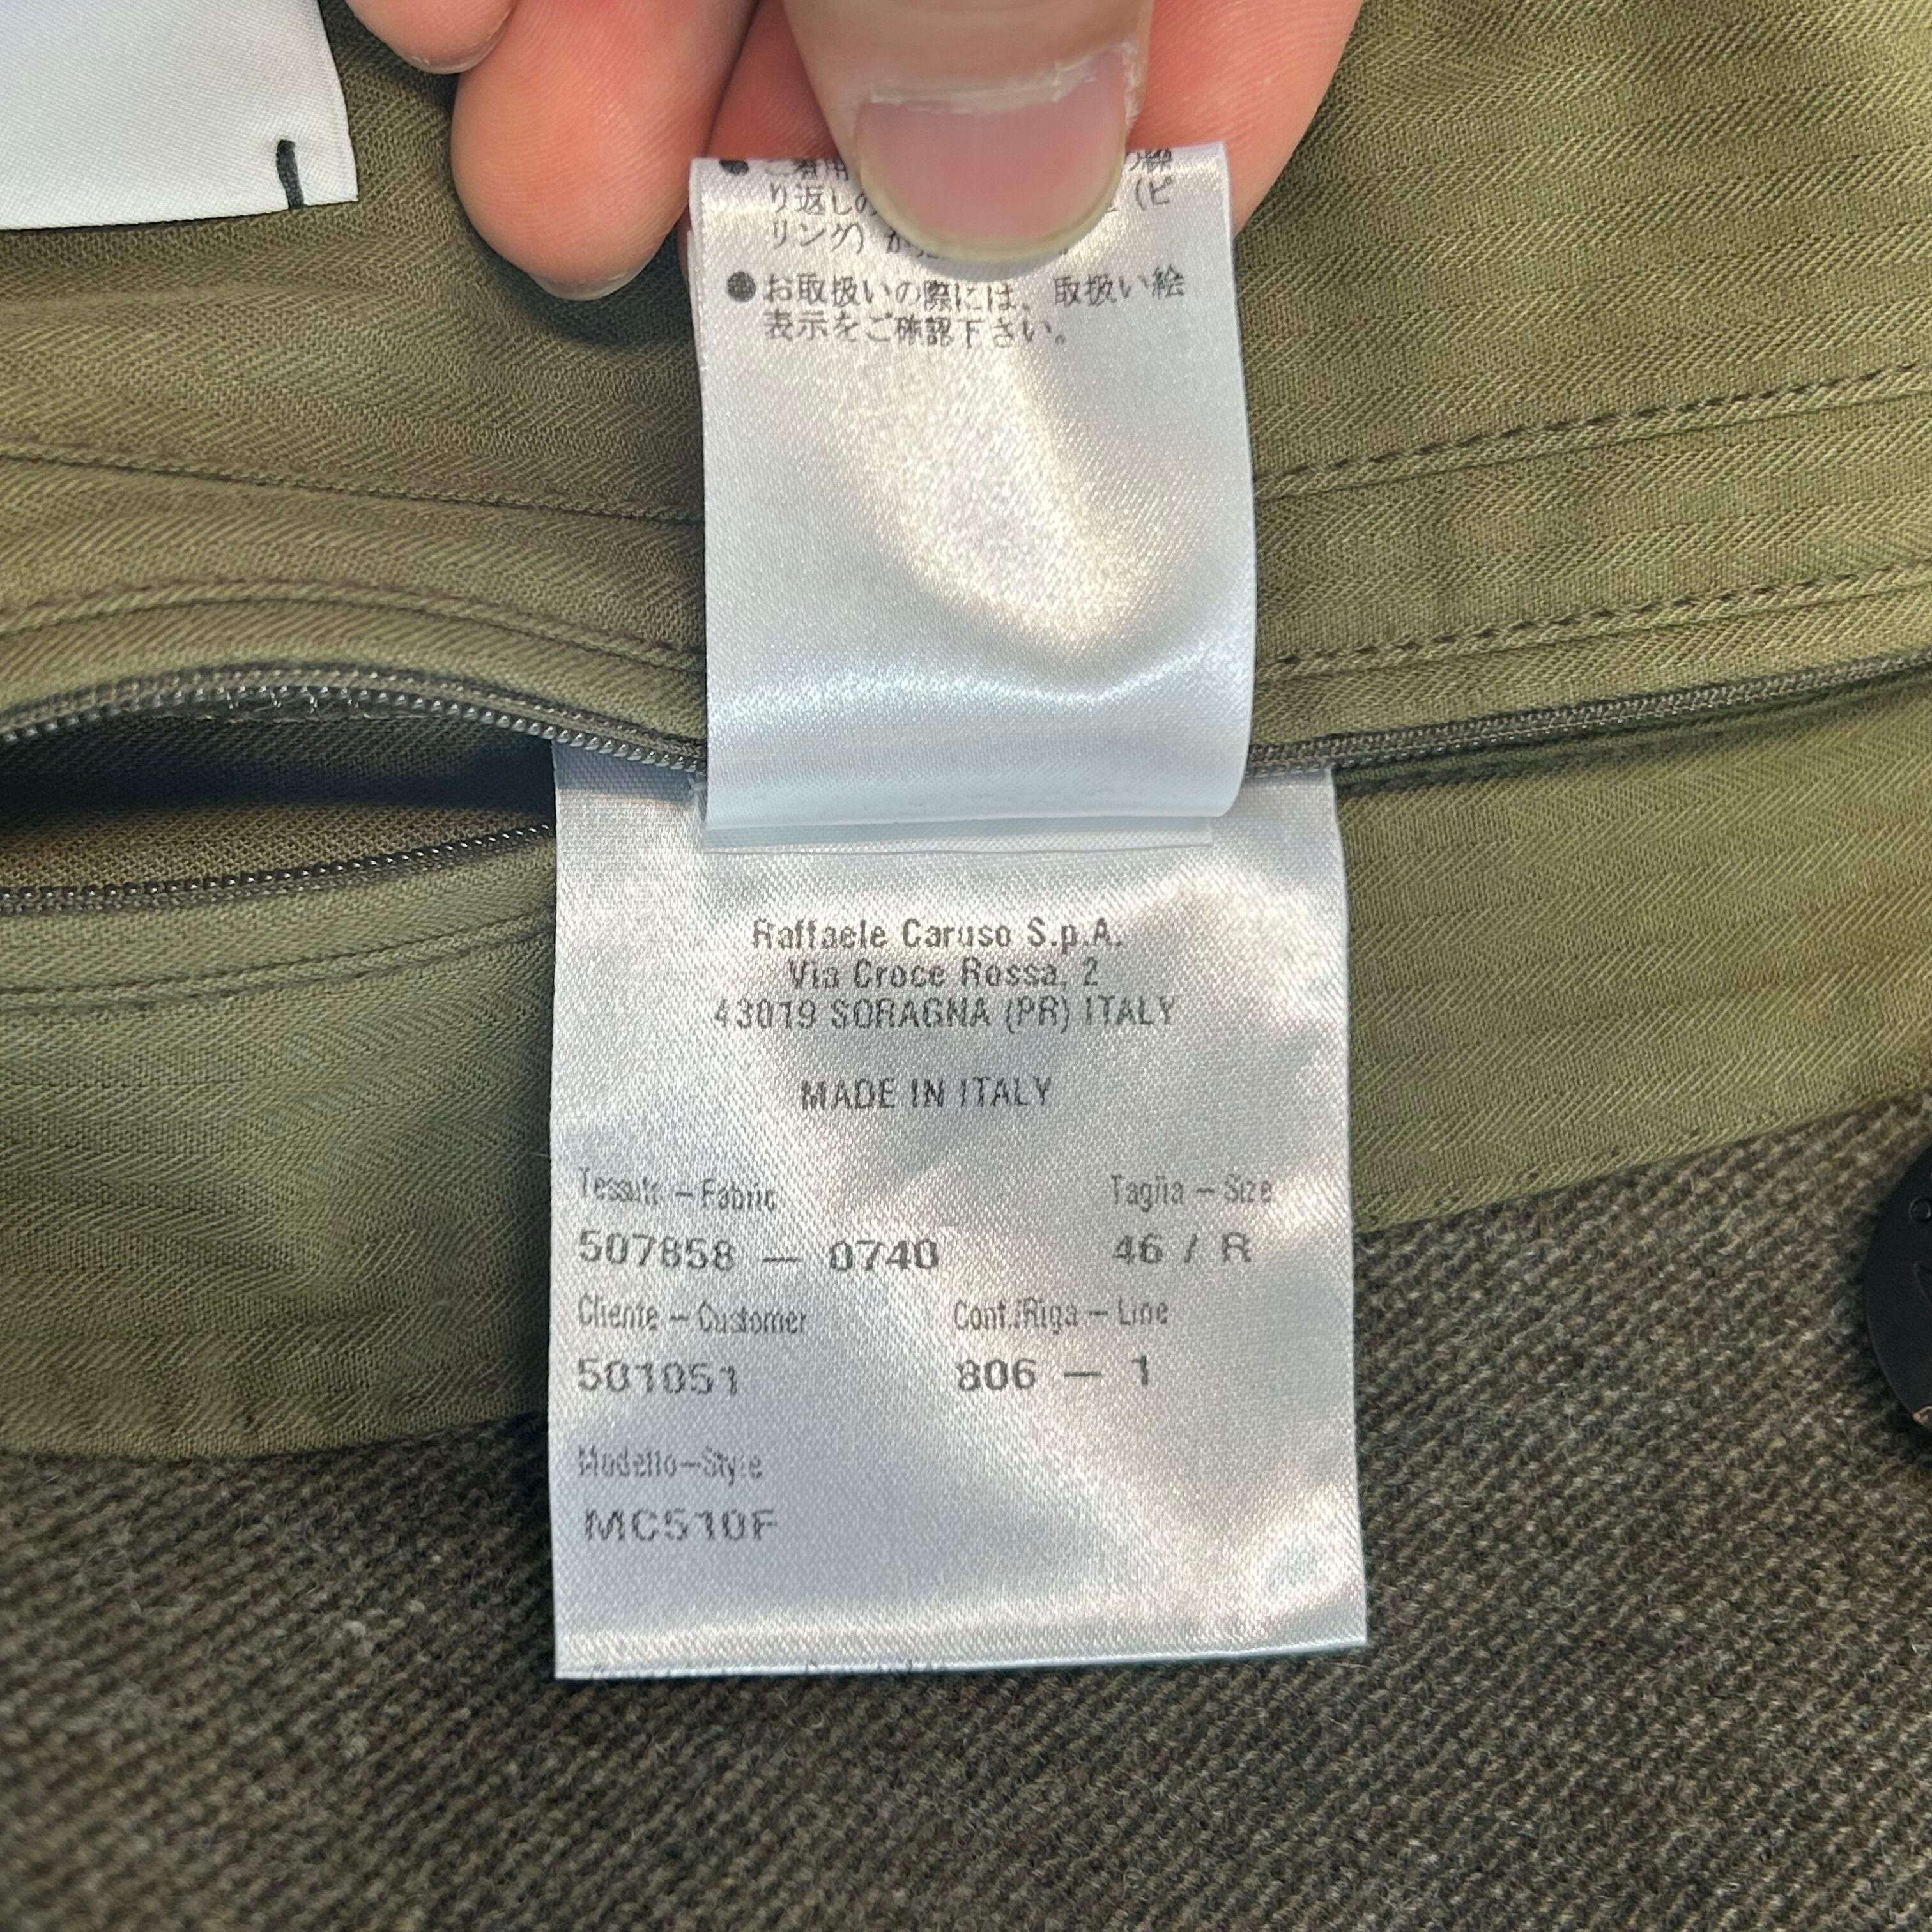 り返しの (ピ
リング) が
●お取扱いの際には、取扱い絵
表示をご確認下さい。
Raffaele Caruso S.p.A.
Via Croce Rossa, 2
43019 SORAGNA (PR) ITALY
MADE IN ITALY
Tessuto – Fabric Taglia – Size
507858 – 0740 46 / R
Cliente – Customer Conf./Riga – Line
501051 806 – 1
Modello–Style
MC510F